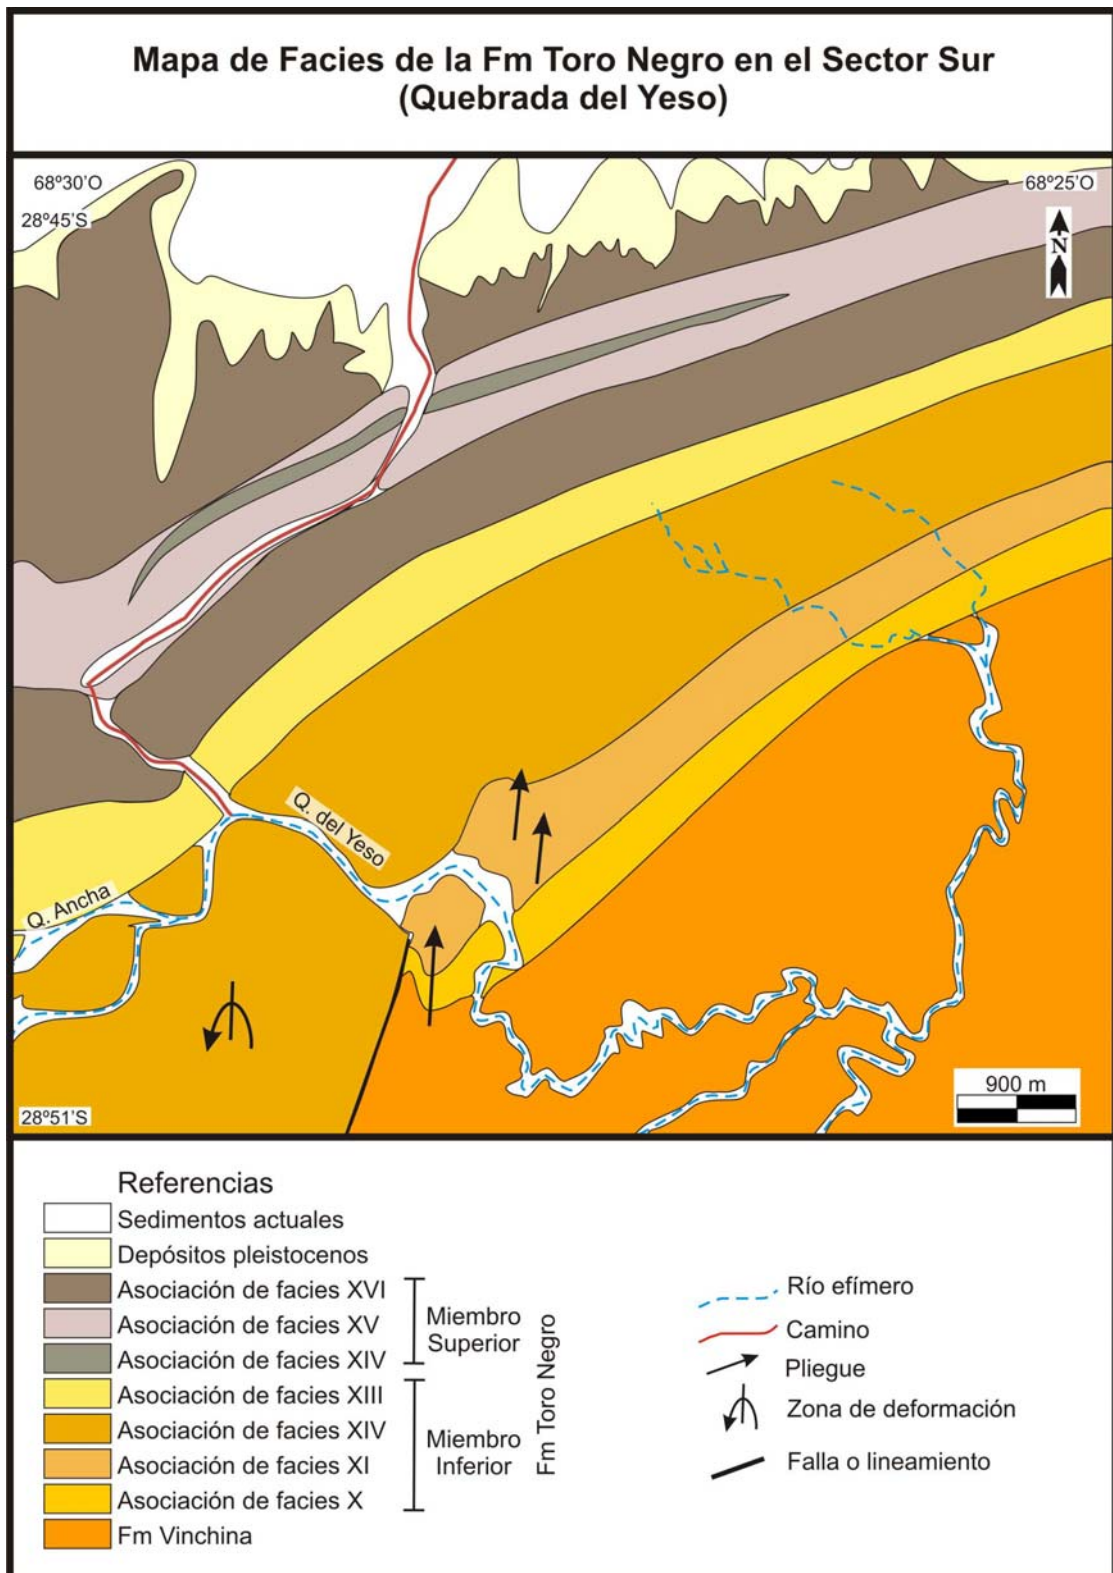 Mapa de Facies de la Fm Toro Negro en el Sector Sur
(Quebrada del Yeso)
68º30'O
28º45'S
68º25'O
N
Q. del Yeso
Q. Ancha
28º51'S
900 m
Referencias
Sedimentos actuales
Depósitos pleistocenos
Asociación de facies XVI
Asociación de facies XV
Asociación de facies XIV
Miembro
Superior
Asociación de facies XIII
Asociación de facies XIV
Asociación de facies XI
Asociación de facies X
Miembro
Inferior
Fm Toro Negro
Fm Vinchina
Río efímero
Camino
Pliegue
Zona de deformación
Falla o lineamiento